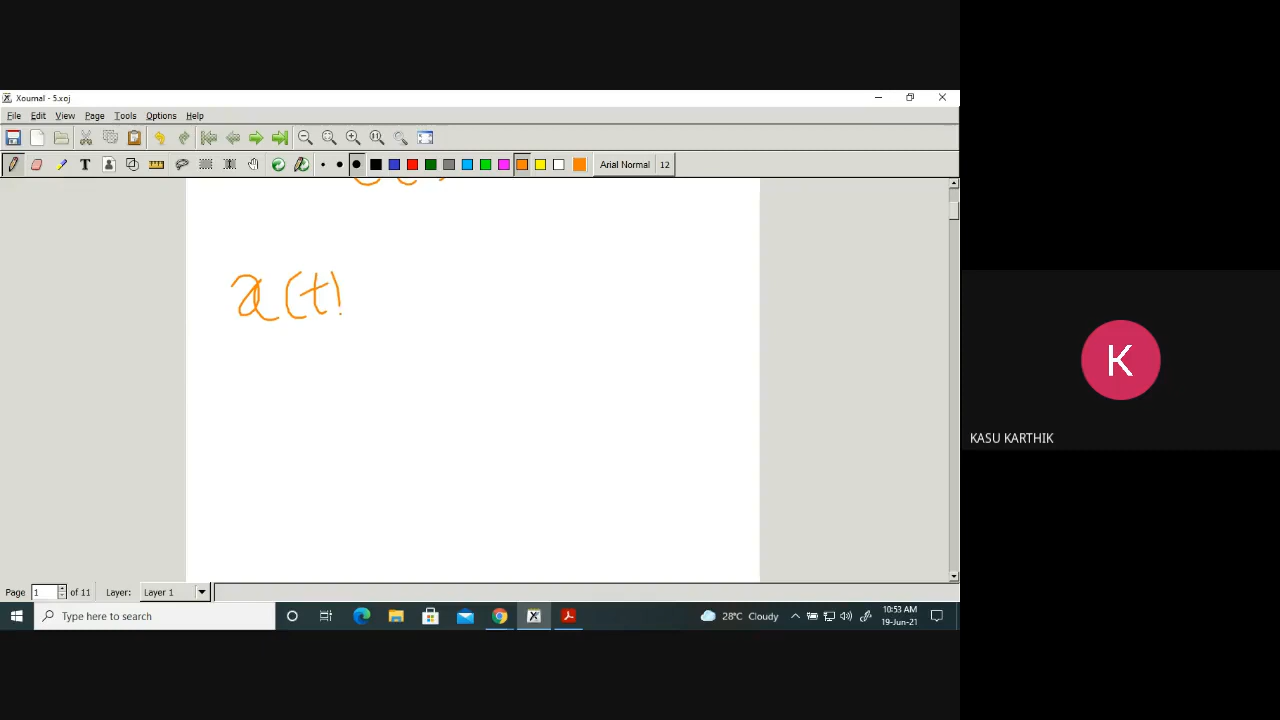 Xournal - 5.xoj
File Edit View Page Tools Options Help
Arial Normal 12
x(t)
K
KASU KARTHIK
Page 1 of 11 Layer: Layer 1
Type here to search
28°C Cloudy
10:53 AM
19-Jun-21